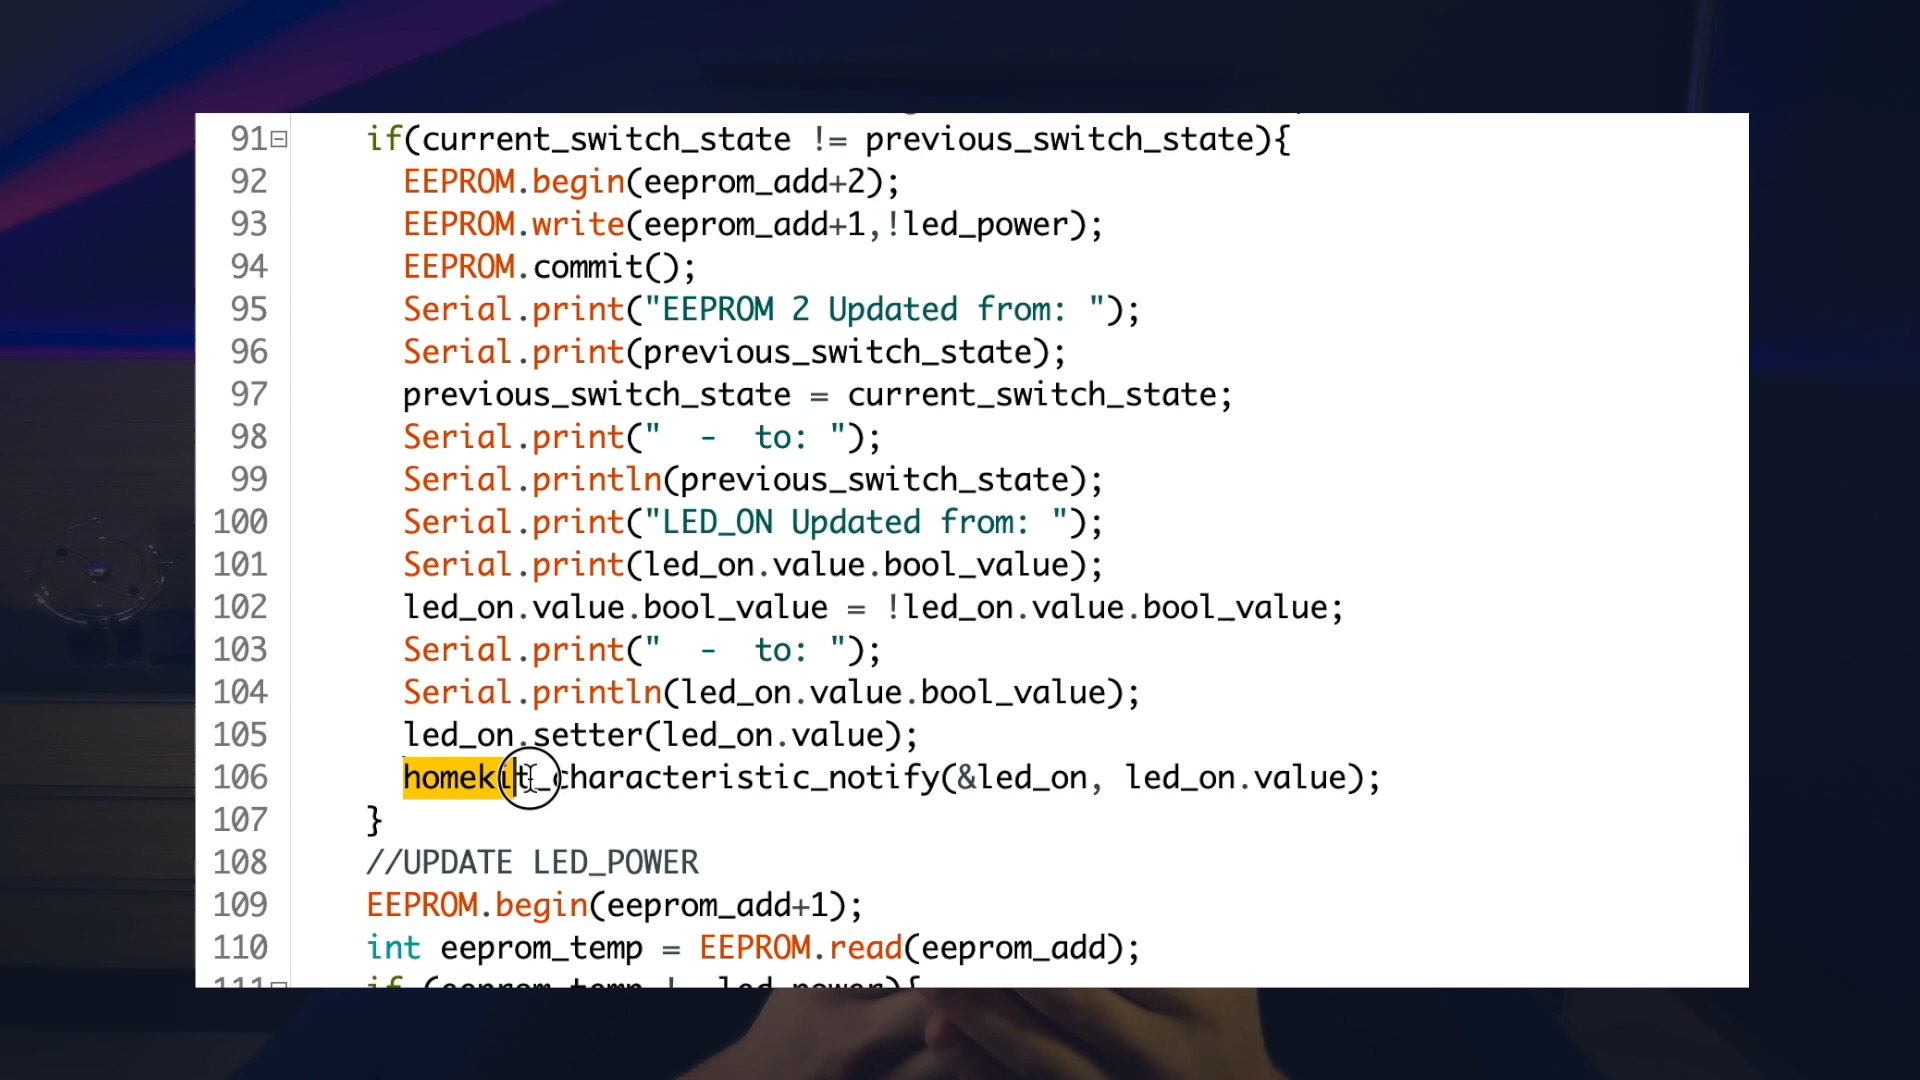 91 if(current_switch_state != previous_switch_state){
92 EEPROM.begin(eeprom_add+2);
93 EEPROM.write(eeprom_add+1,!led_power);
94 EEPROM.commit();
95 Serial.print("EEPROM 2 Updated from: ");
96 Serial.print(previous_switch_state);
97 previous_switch_state = current_switch_state;
98 Serial.print("  -  to: ");
99 Serial.println(previous_switch_state);
100 Serial.print("LED_ON Updated from: ");
101 Serial.print(led_on.value.bool_value);
102 led_on.value.bool_value = !led_on.value.bool_value;
103 Serial.print("  -  to: ");
104 Serial.println(led_on.value.bool_value);
105 led_on.setter(led_on.value);
106 homekit_characteristic_notify(&led_on, led_on.value);
107 }
108 //UPDATE LED_POWER
109 EEPROM.begin(eeprom_add+1);
110 int eeprom_temp = EEPROM.read(eeprom_add);
111 if (eeprom_temp != led_power){